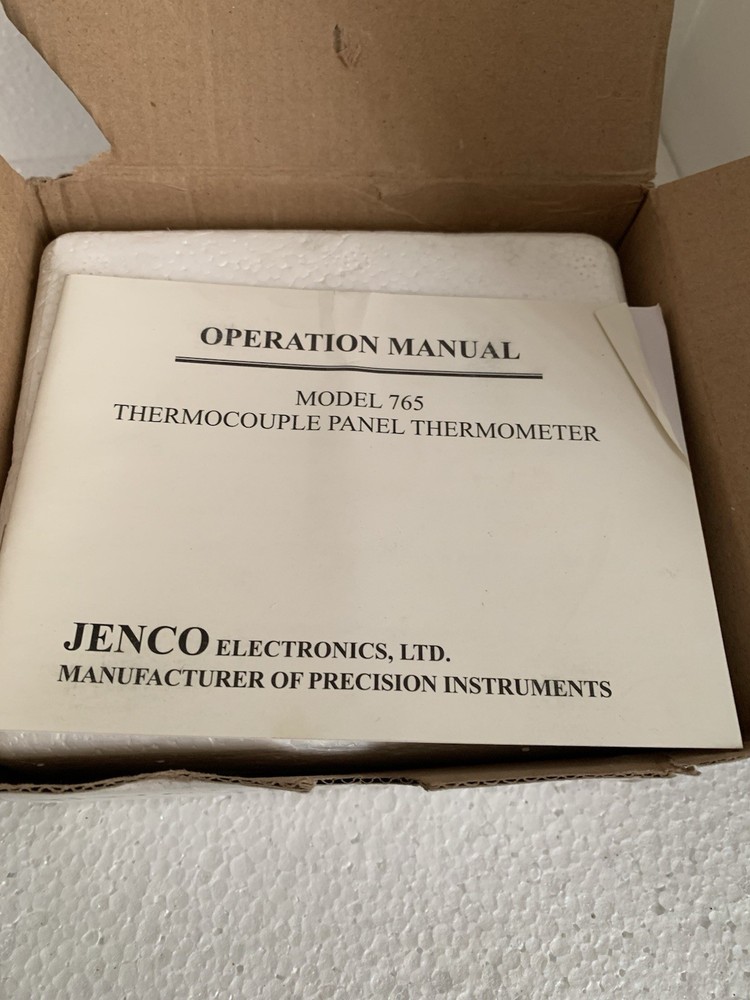 OPERATION MANUAL
MODEL 765
THERMOCOUPLE PANEL THERMOMETER
JENCO ELECTRONICS, LTD.
MANUFACTURER OF PRECISION INSTRUMENTS